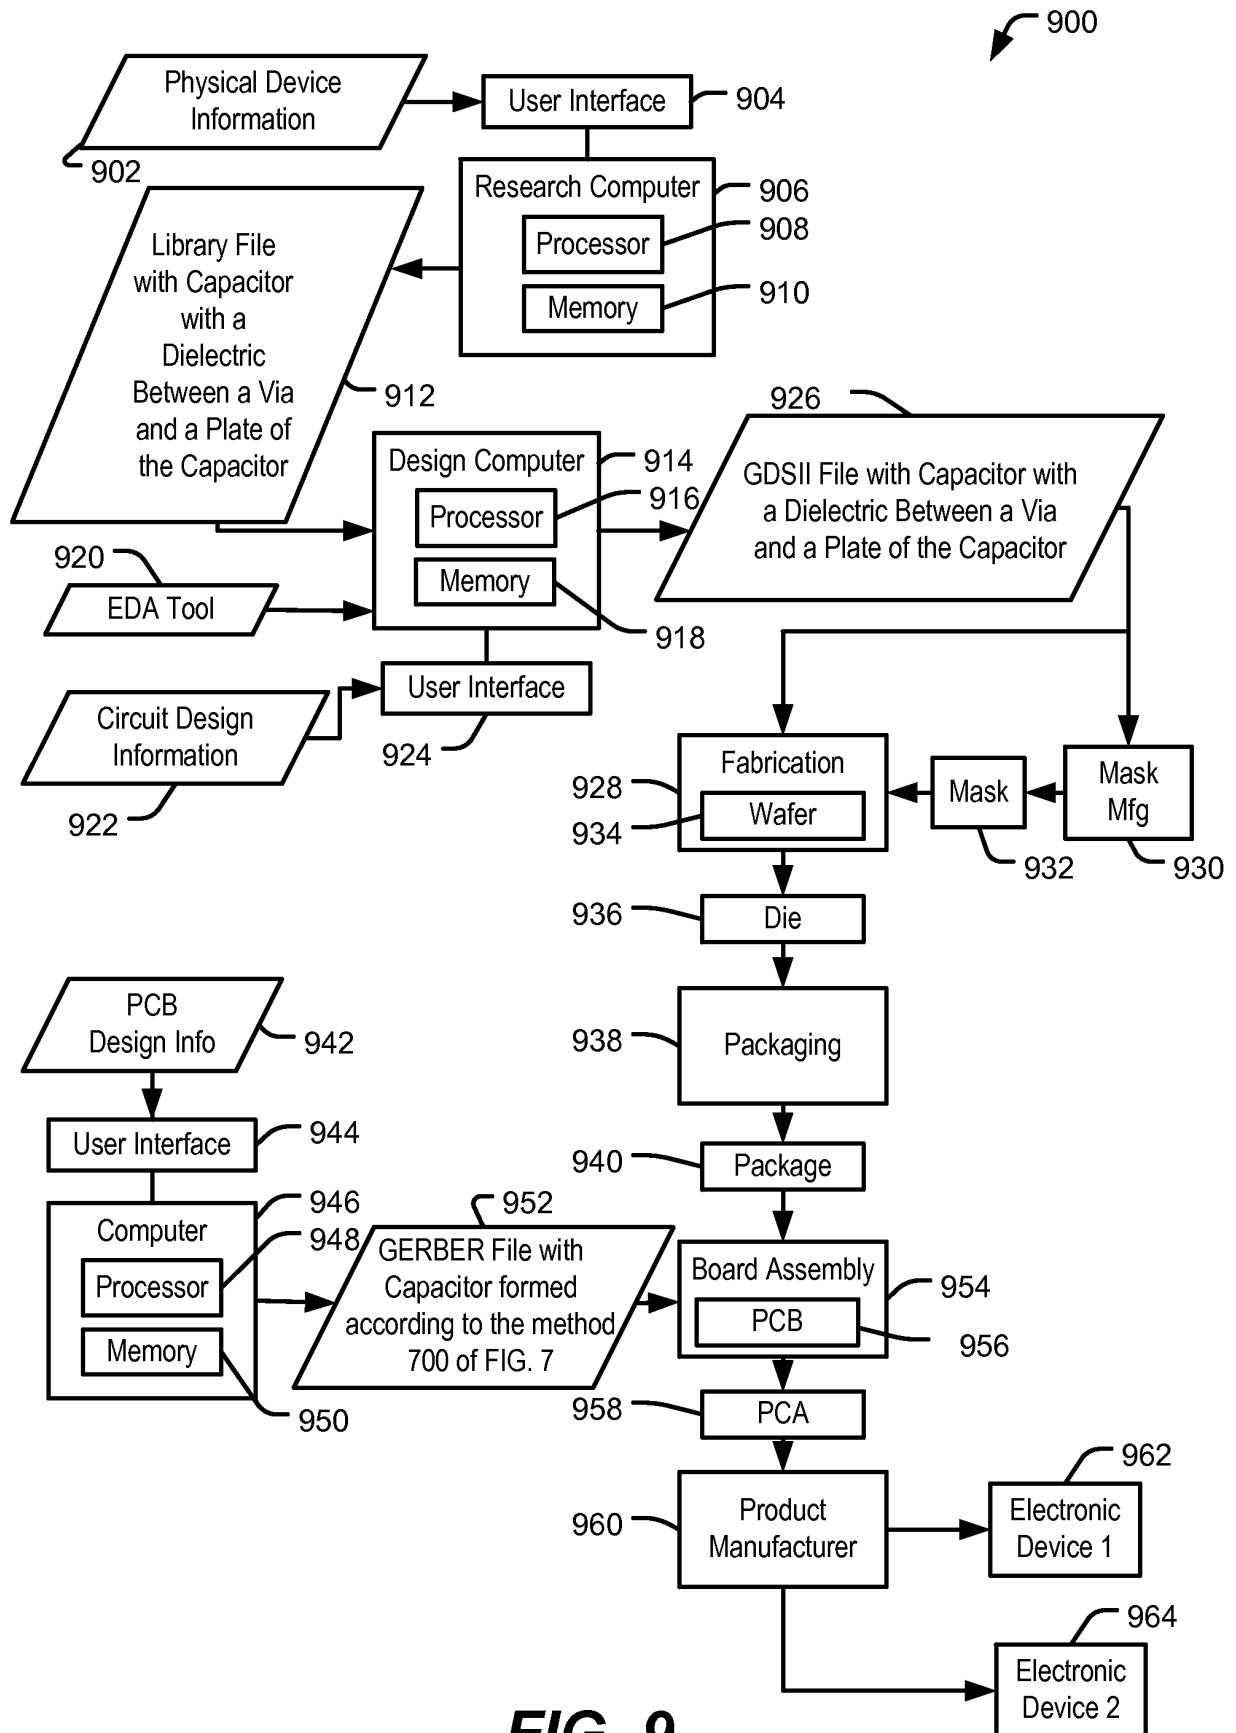 900
Physical Device
Information
902
User Interface
904
Research Computer
906
Processor
908
Memory
910
Library File
with Capacitor
with a
Dielectric
Between a Via
and a Plate of
the Capacitor
912
Design Computer
914
Processor
916
Memory
918
920
EDA Tool
Circuit Design
Information
922
User Interface
924
926
GDSII File with Capacitor with
a Dielectric Between a Via
and a Plate of the Capacitor
Fabrication
928
Wafer
934
Mask
932
Mask
Mfg
930
936
Die
938
Packaging
940
Package
PCB
Design Info
942
User Interface
944
Computer
946
Processor
948
Memory
950
952
GERBER File with
Capacitor formed
according to the method
700 of FIG. 7
Board Assembly
954
PCB
956
958
PCA
960
Product
Manufacturer
962
Electronic
Device 1
964
Electronic
Device 2
FIG. 9